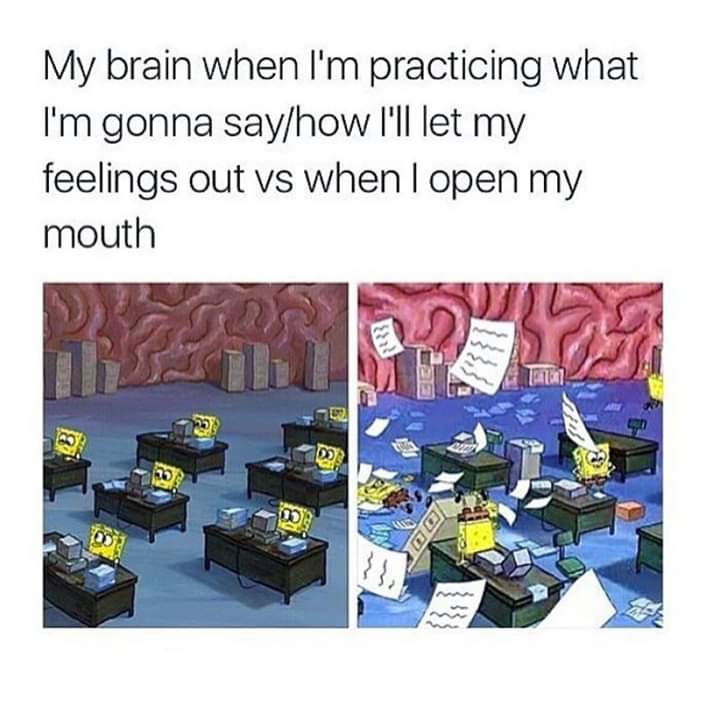 My brain when I'm practicing what
I'm gonna say/how I'll let my
feelings out vs when I open my
mouth